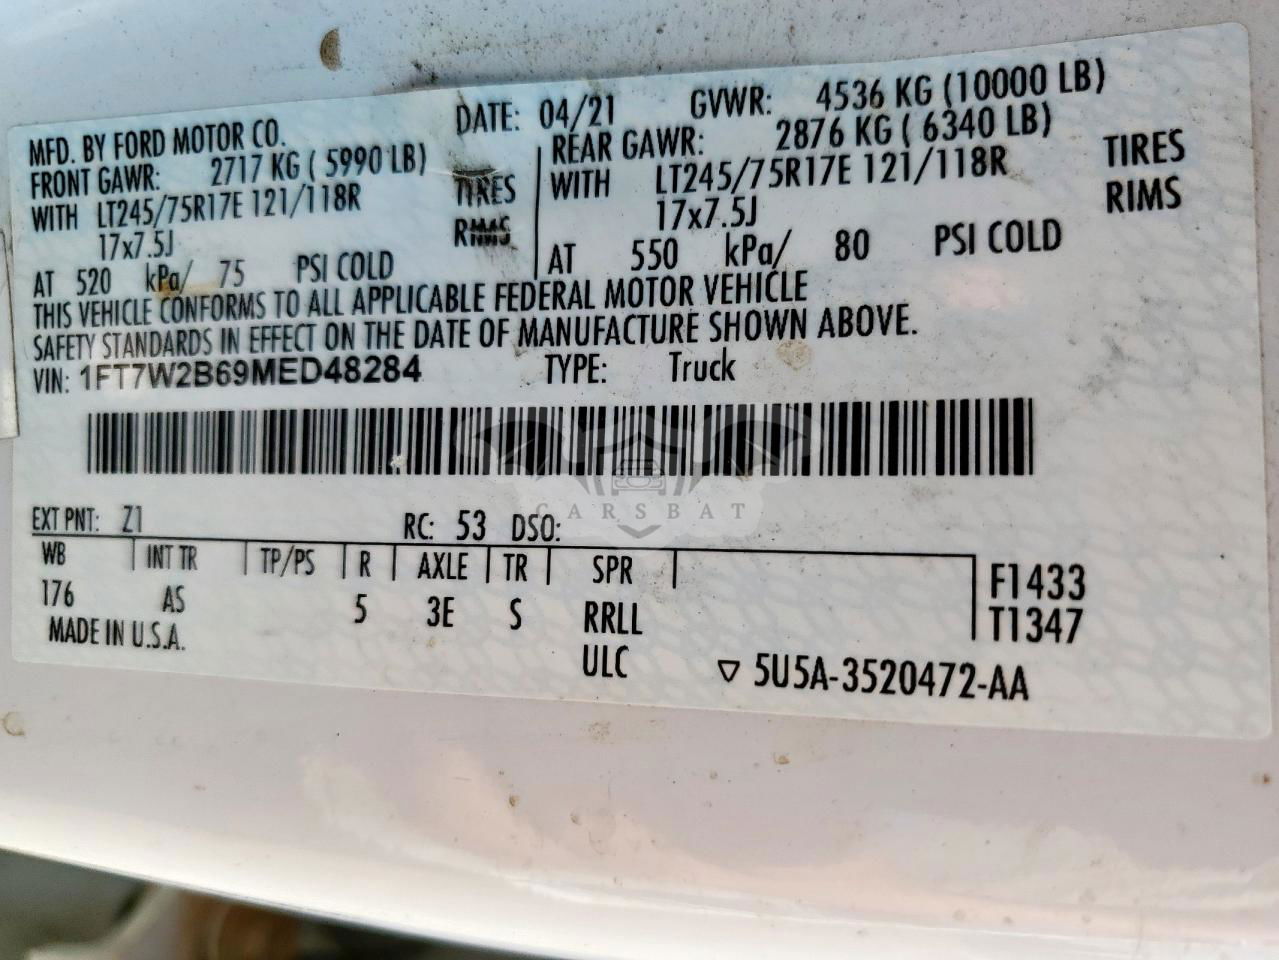 MFD. BY FORD MOTOR CO.
DATE: 04/21
GVWR: 4536 KG (10000 LB)
FRONT GAWR: 2717 KG ( 5990 LB)
WITH LT245/75R17E 121/118R TIRES
17x7.5J RIMS
AT 520 kPa/ 75 PSI COLD
REAR GAWR: 2876 KG ( 6340 LB)
WITH LT245/75R17E 121/118R TIRES
17x7.5J RIMS
AT 550 kPa/ 80 PSI COLD
THIS VEHICLE CONFORMS TO ALL APPLICABLE FEDERAL MOTOR VEHICLE
SAFETY STANDARDS IN EFFECT ON THE DATE OF MANUFACTURE SHOWN ABOVE.
VIN: 1FT7W2B69MED48284 TYPE: Truck
CARSBAT
EXT PNT: Z1 RC: 53 DSO:
WB INT TR TP/PS R AXLE TR SPR
176 AS 5 3E S RRLL
ULC
F1433
T1347
MADE IN U.S.A.
▽ 5U5A-3520472-AA